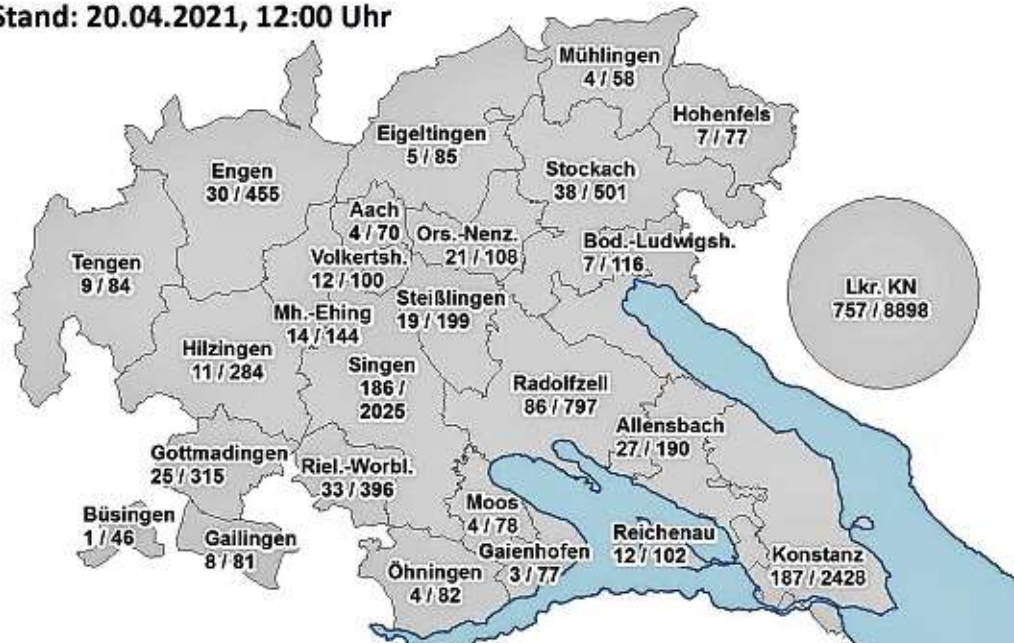 Stand: 20.04.2021, 12:00 Uhr
Mühlingen
4 / 58
Hohenfels
7 / 77
Eigeltingen
5 / 85
Engen
30 / 455
Stockach
38 / 501
Aach
4 / 70
Ors.-Nenz.
21 / 108
Bod.-Ludwigsh.
7 / 116
Volkertsh.
12 / 100
Tengen
9 / 84
Steißlingen
19 / 199
Lkr. KN
757 / 8898
Mh.-Ehing
14 / 144
Hilzingen
11 / 284
Singen
186 /
2025
Radolfzell
86 / 797
Allensbach
27 / 190
Gottmadingen
25 / 315
Riel.-Worbl.
33 / 396
Moos
4 / 78
Büsingen
1 / 46
Gailingen
8 / 81
Reichenau
12 / 102
Gaienhofen
3 / 77
Konstanz
187 / 2428
Öhningen
4 / 82